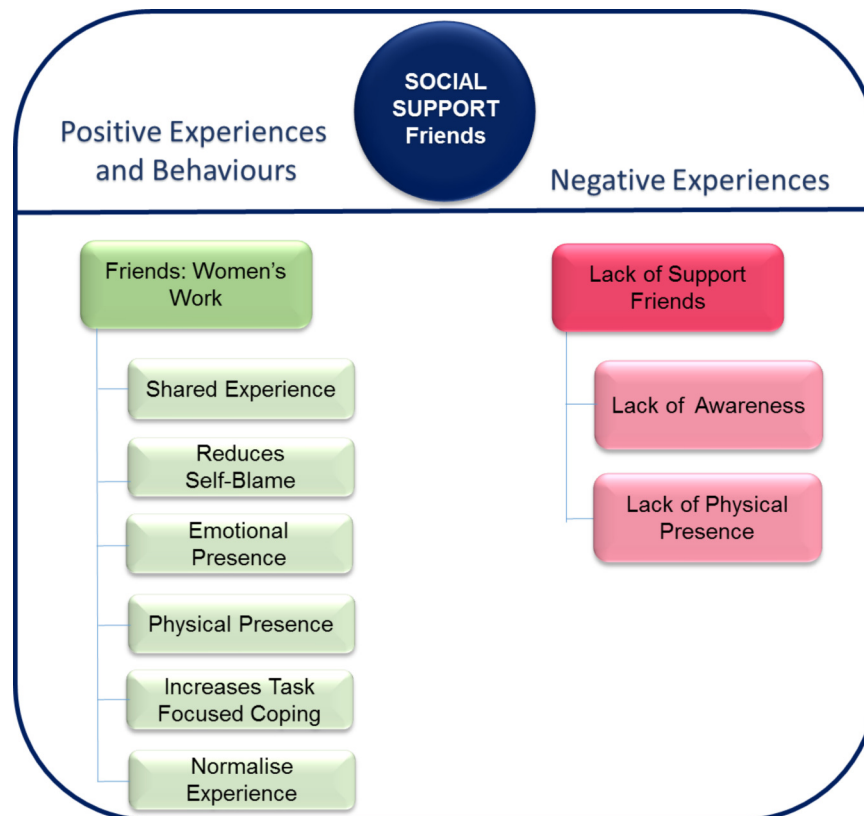 SOCIAL
SUPPORT
Friends
Positive Experiences
and Behaviours
Negative Experiences
Friends: Women’s
Work
Shared Experience
Reduces
Self-Blame
Emotional
Presence
Physical Presence
Increases Task
Focused Coping
Normalise
Experience
Lack of Support
Friends
Lack of Awareness
Lack of Physical
Presence